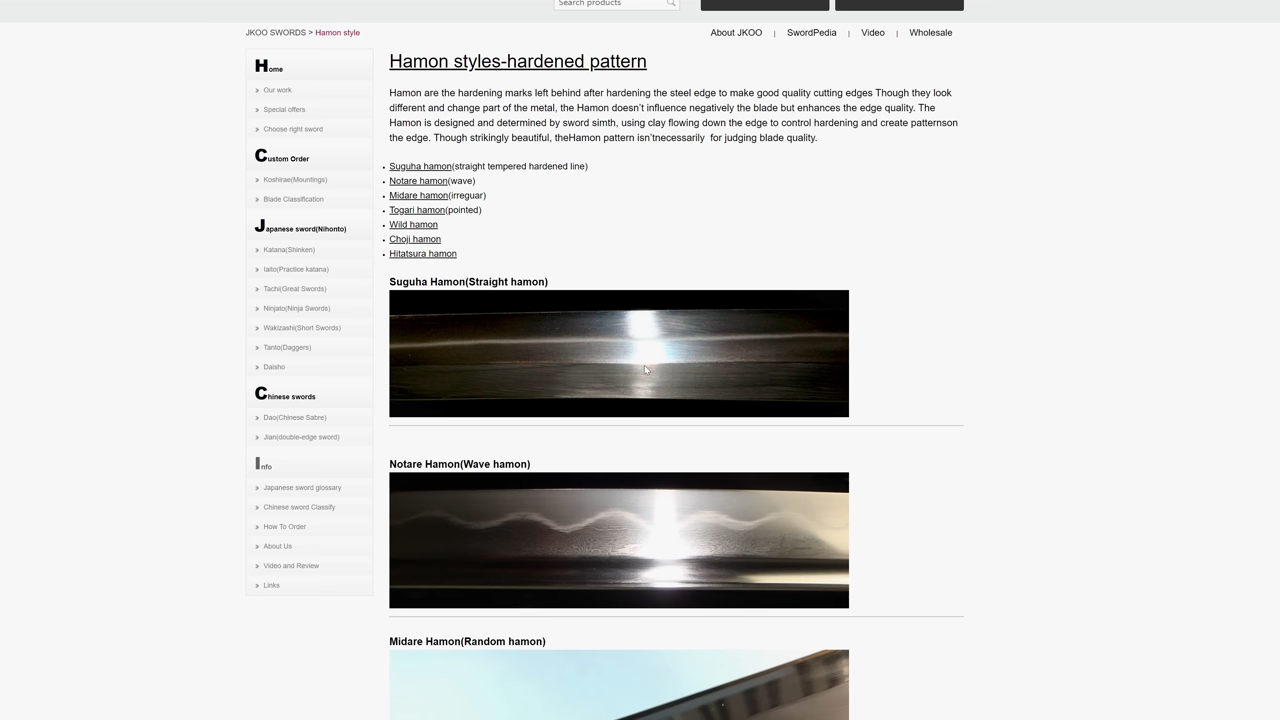 Search products
JKOO SWORDS > Hamon style
About JKOO | SwordPedia | Video | Wholesale
Home
» Our work
» Special offers
» Choose right sword
Custom Order
» Koshirae(Mountings)
» Blade Classification
Japanese sword(Nihonto)
» Katana(Shinken)
» Iaito(Practice katana)
» Tachi(Great Swords)
» Ninjato(Ninja Swords)
» Wakizashi(Short Swords)
» Tanto(Daggers)
» Daisho
Chinese swords
» Dao(Chinese Sabre)
» Jian(double-edge sword)
Info
» Japanese sword glossary
» Chinese sword Classify
» How To Order
» About Us
» Video and Review
» Links
Hamon styles-hardened pattern
Hamon are the hardening marks left behind after hardening the steel edge to make good quality cutting edges Though they look
different and change part of the metal, the Hamon doesn't influence negatively the blade but enhances the edge quality. The
Hamon is designed and determined by sword simth, using clay flowing down the edge to control hardening and create patternson
the edge. Though strikingly beautiful, theHamon pattern isn'tnecessarily for judging blade quality.
• Suguha hamon(straight tempered hardened line)
• Notare hamon(wave)
• Midare hamon(irreguar)
• Togari hamon(pointed)
• Wild hamon
• Choji hamon
• Hitatsura hamon
Suguha Hamon(Straight hamon)
Notare Hamon(Wave hamon)
Midare Hamon(Random hamon)